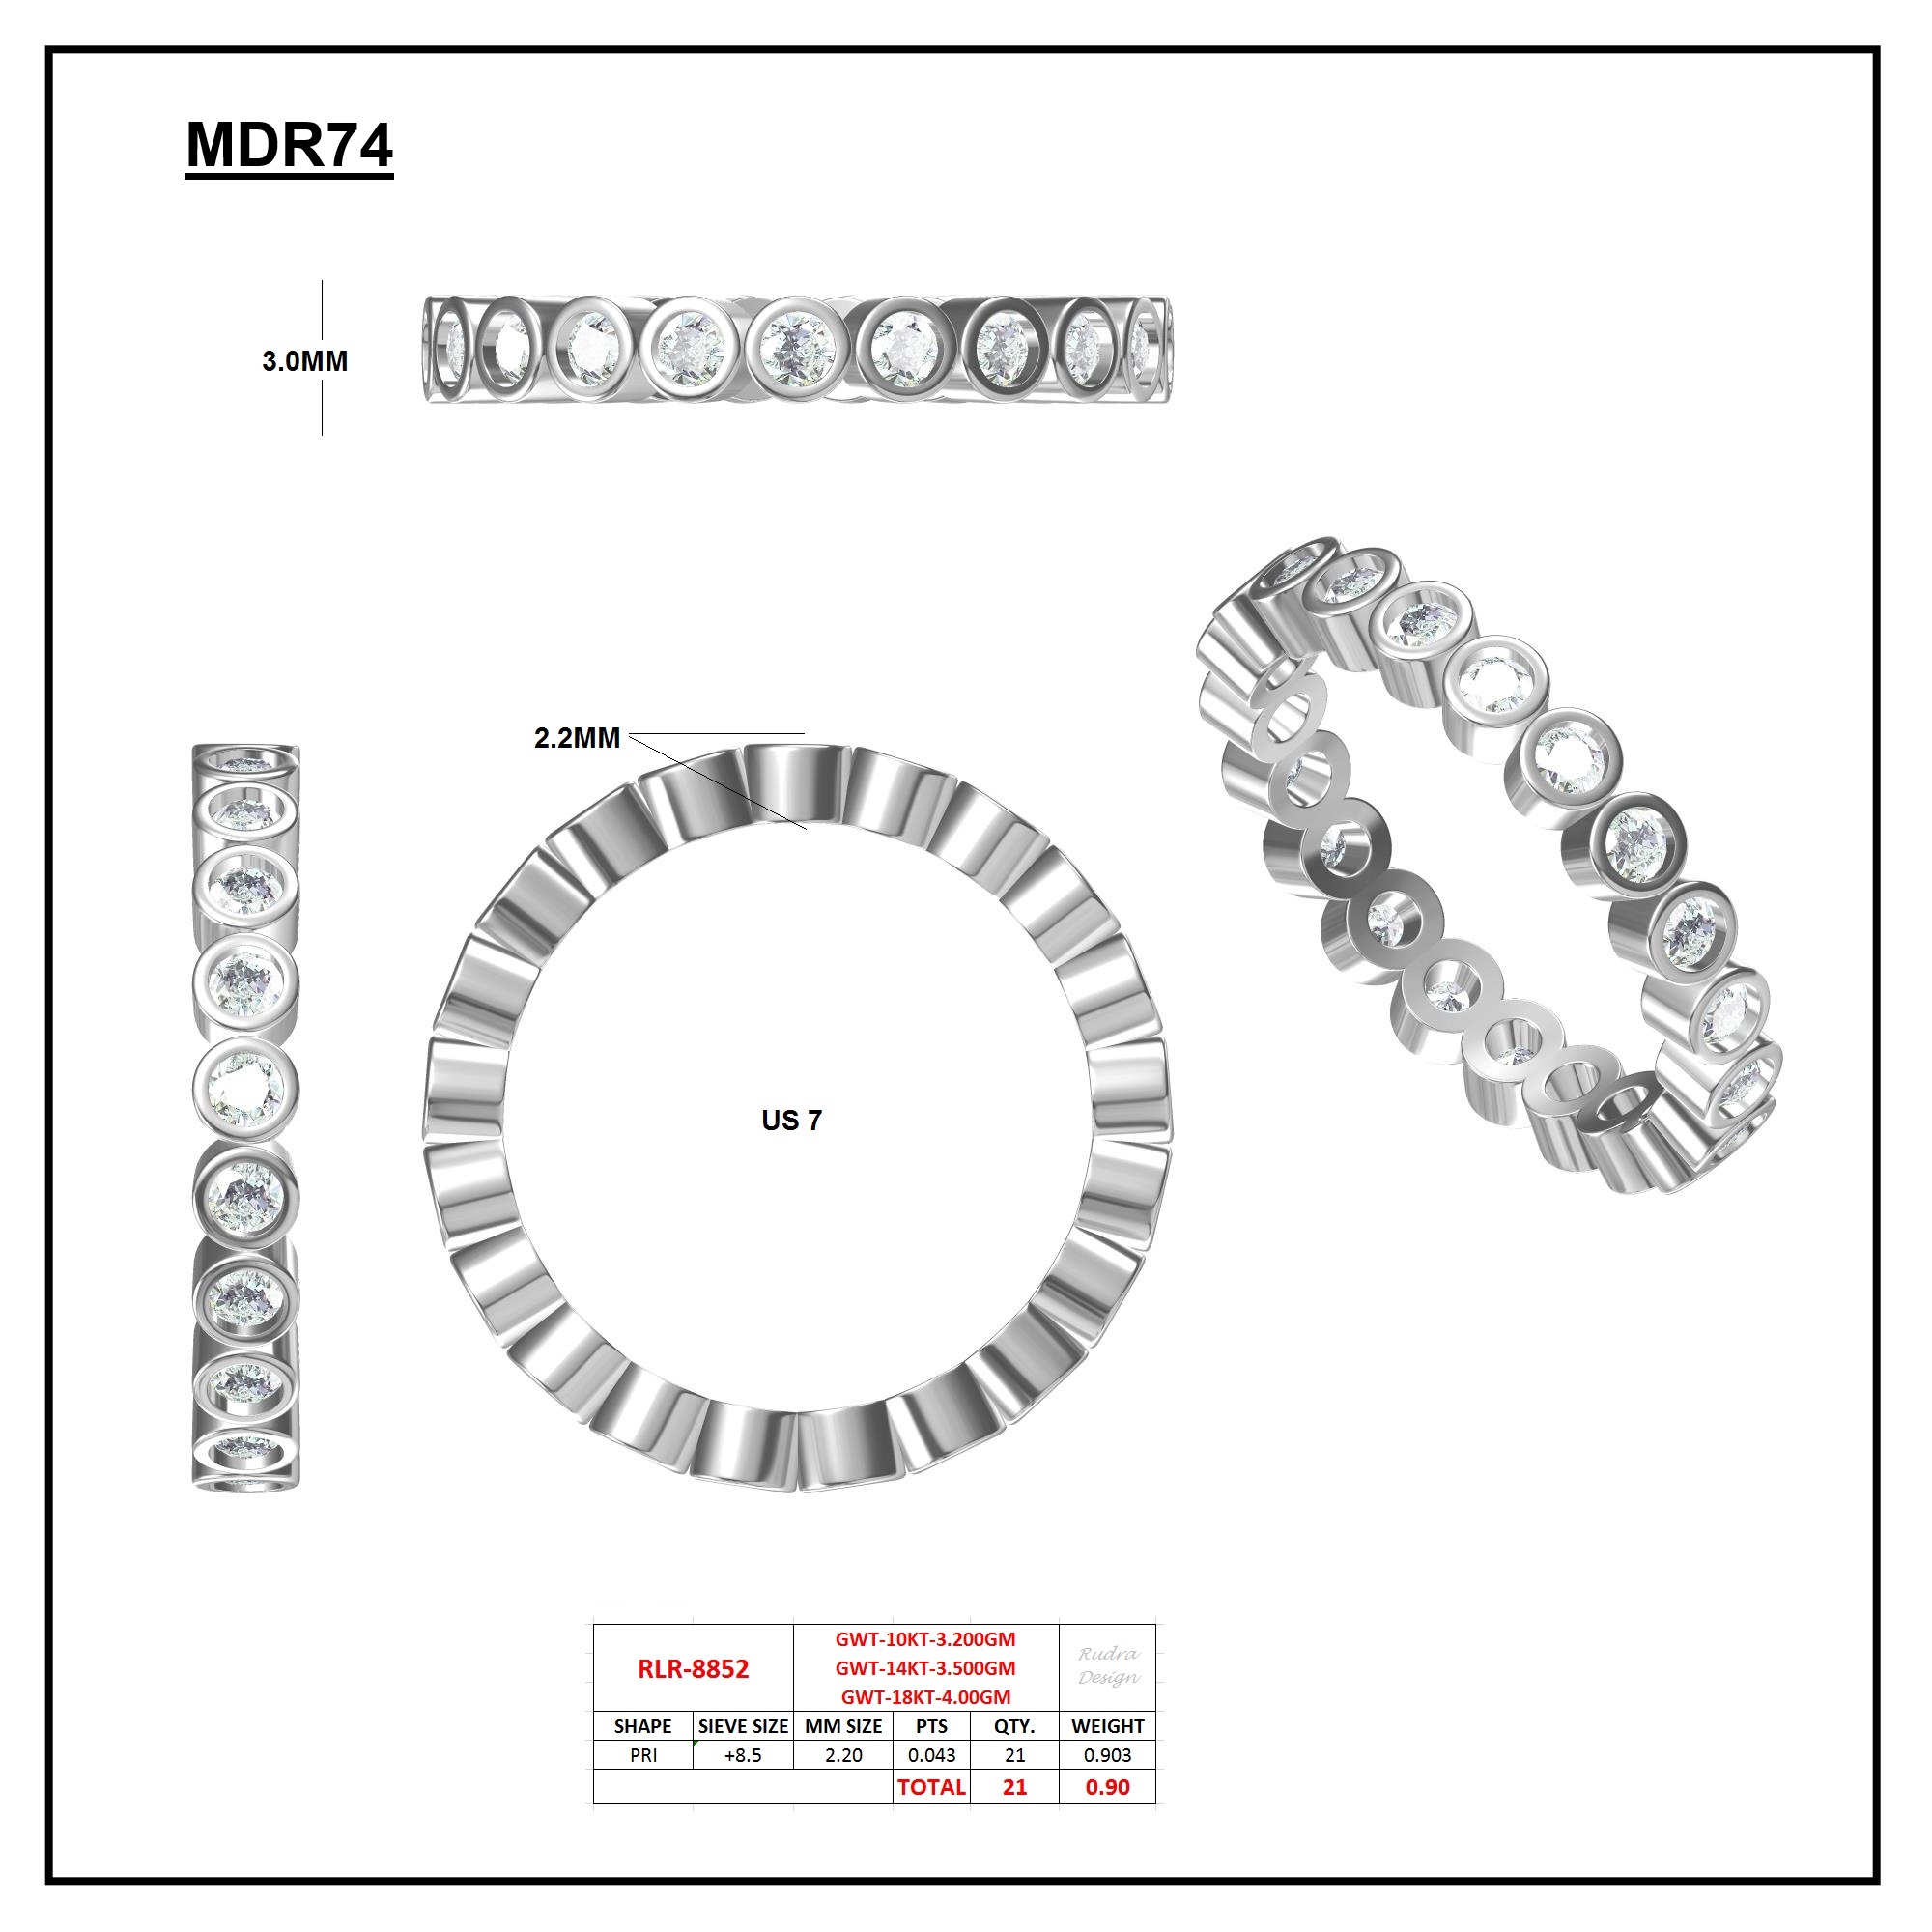 MDR74
3.0MM
2.2MM
US 7
RLR-8852
GWT-10KT-3.200GM
GWT-14KT-3.500GM
GWT-18KT-4.00GM
Rudra
Design
SHAPE SIEVE SIZE MM SIZE PTS QTY. WEIGHT
PRI +8.5 2.20 0.043 21 0.903
TOTAL 21 0.90